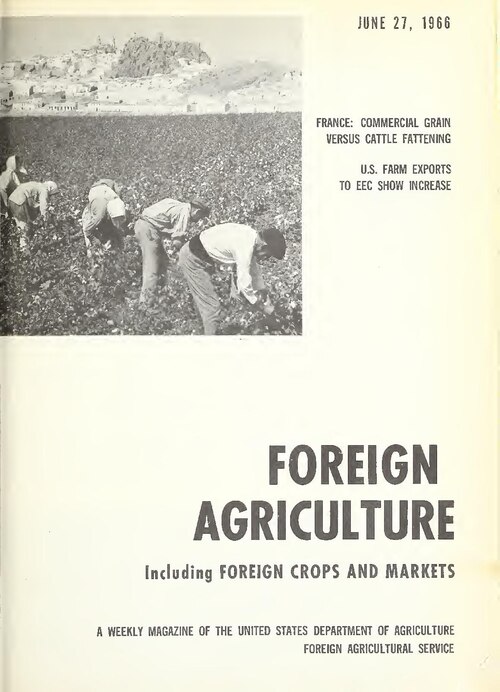 JUNE 27, 1966
FRANCE: COMMERCIAL GRAIN
VERSUS CATTLE FATTENING
U.S. FARM EXPORTS
TO EEC SHOW INCREASE
FOREIGN
AGRICULTURE
Including FOREIGN CROPS AND MARKETS
A WEEKLY MAGAZINE OF THE UNITED STATES DEPARTMENT OF AGRICULTURE
FOREIGN AGRICULTURAL SERVICE